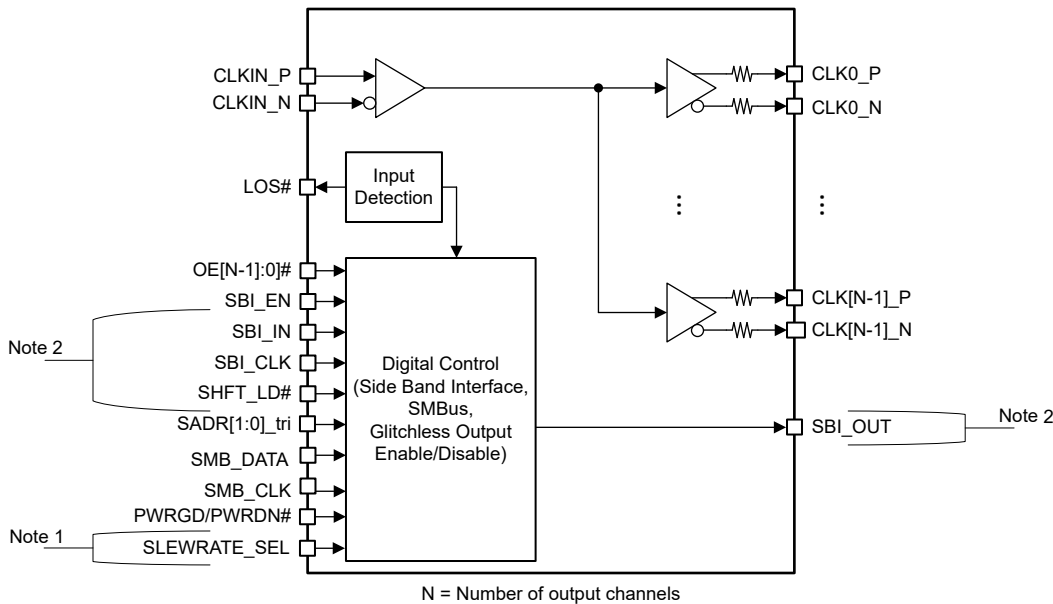 CLKIN_P
CLKIN_N
CLK0_P
CLK0_N
LOS#
Input
Detection
⋮
⋮
OE[N-1]:0]#
SBI_EN
SBI_IN
SBI_CLK
SHFT_LD#
SADR[1:0]_tri
SMB_DATA
SMB_CLK
PWRGD/PWRDN#
SLEWRATE_SEL
Note 2
Note 1
Digital Control
(Side Band Interface,
SMBus,
Glitchless Output
Enable/Disable)
CLK[N-1]_P
CLK[N-1]_N
SBI_OUT
Note 2
N = Number of output channels